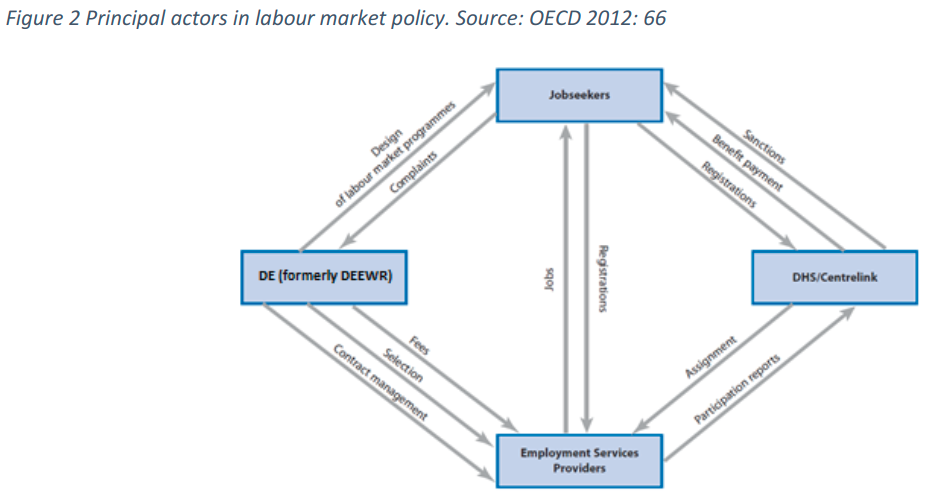 Figure 2 Principal actors in labour market policy. Source: OECD 2012: 66
Jobseekers
Design
of labour market programmes
Complaints
Sanctions
Benefit payment
Registrations
DE (formerly DEEWR)
Jobs
Registrations
DHS/Centrelink
Fees
Selection
Contract management
Assignment
Participation reports
Employment Services
Providers